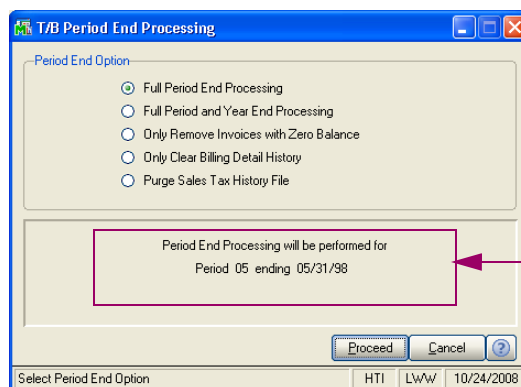 T/B Period End Processing
Period End Option
Full Period End Processing
Full Period and Year End Processing
Only Remove Invoices with Zero Balance
Only Clear Billing Detail History
Purge Sales Tax History File
Period End Processing will be performed for
Period 05 ending 05/31/98
Proceed Cancel ?
Select Period End Option HTI LWW 10/24/2008